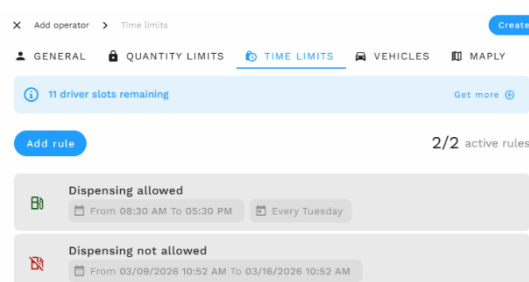 Add operator > Time limits
Create
GENERAL QUANTITY LIMITS TIME LIMITS VEHICLES MAPLY
11 driver slots remaining
Get more
Add rule
2/2 active rules
Dispensing allowed
From 08:30 AM To 05:30 PM Every Tuesday
Dispensing not allowed
From 03/09/2026 10:52 AM To 03/16/2026 10:52 AM